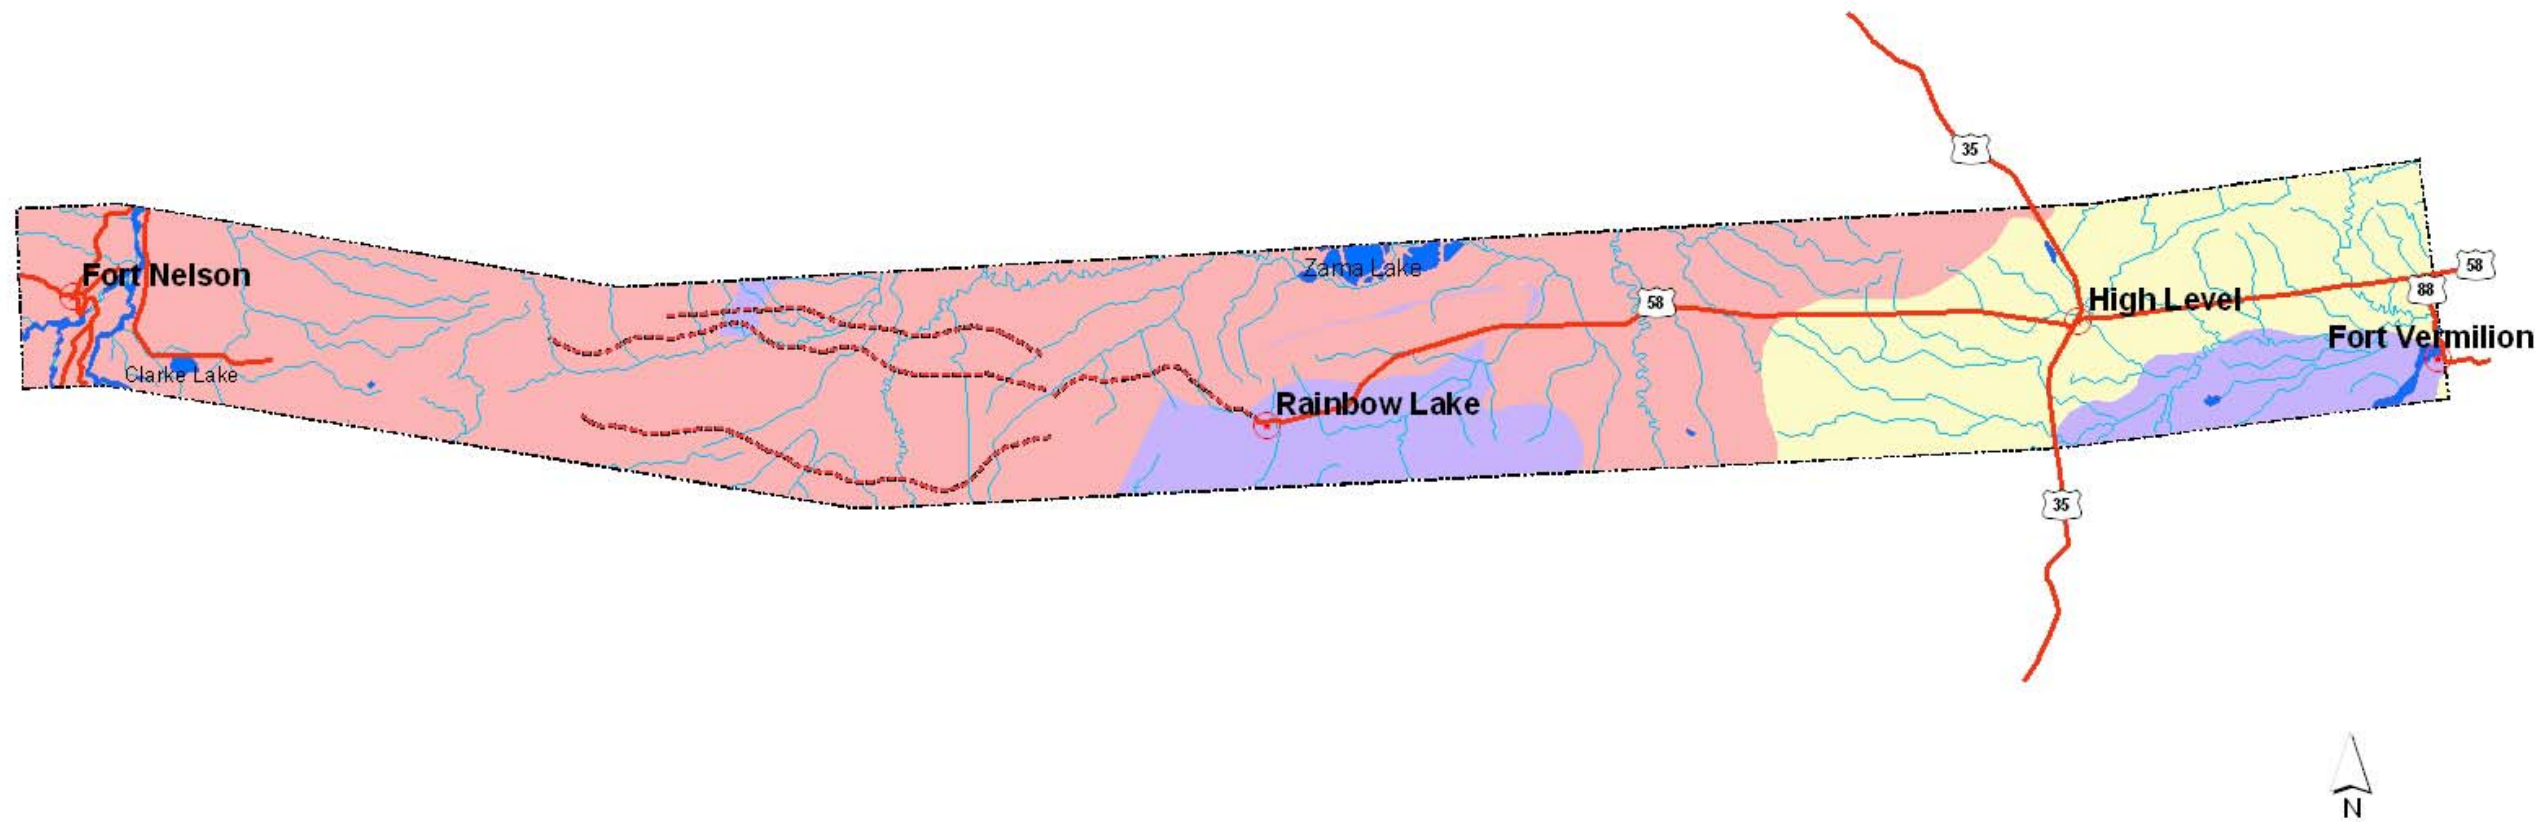 35
Fort Nelson
Zama Lake
58
58
88
High Level
Fort Vermilion
Clarke Lake
Rainbow Lake
35
N